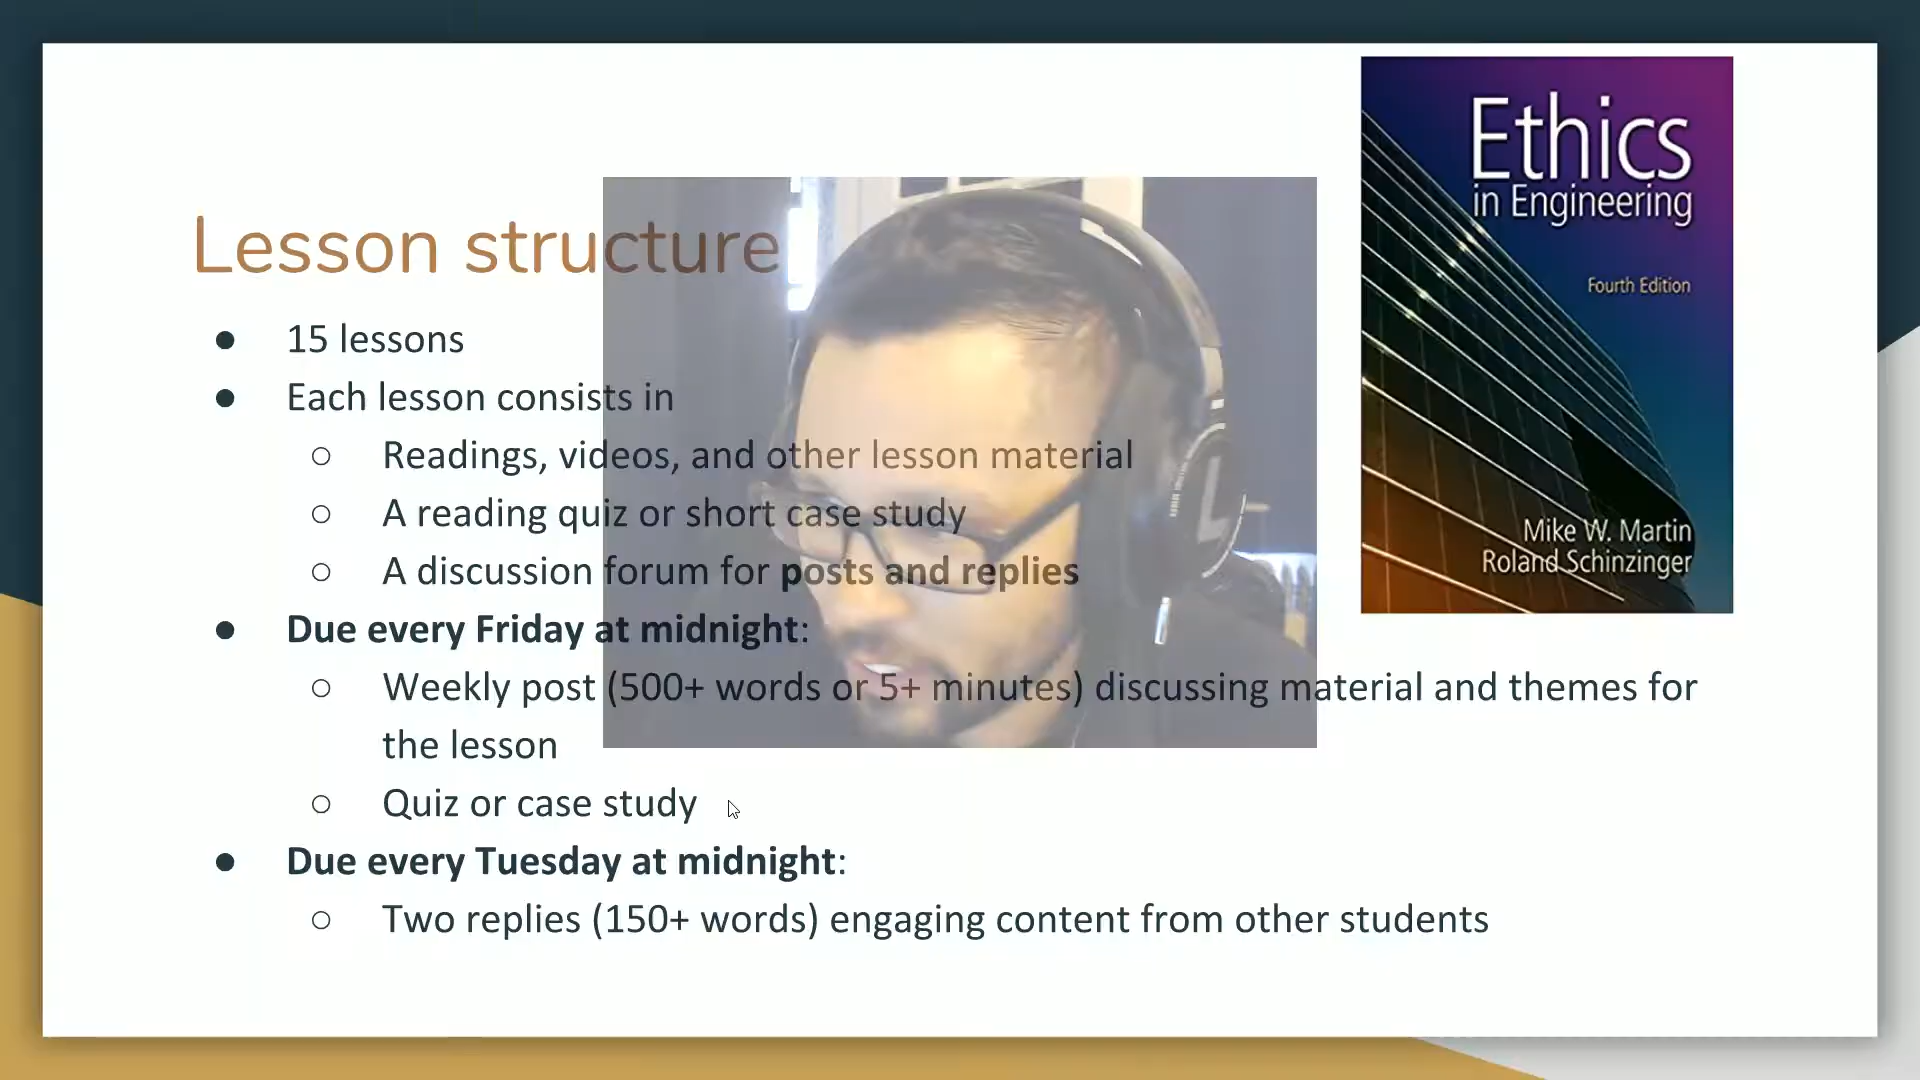 Ethics
in Engineering
Fourth Edition
Mike W. Martin
Roland Schinzinger
Lesson structure
● 15 lessons
● Each lesson consists in
○ Readings, videos, and other lesson material
○ A reading quiz or short case study
○ A discussion forum for posts and replies
● Due every Friday at midnight:
○ Weekly post (500+ words or 5+ minutes) discussing material and themes for
the lesson
○ Quiz or case study
● Due every Tuesday at midnight:
○ Two replies (150+ words) engaging content from other students